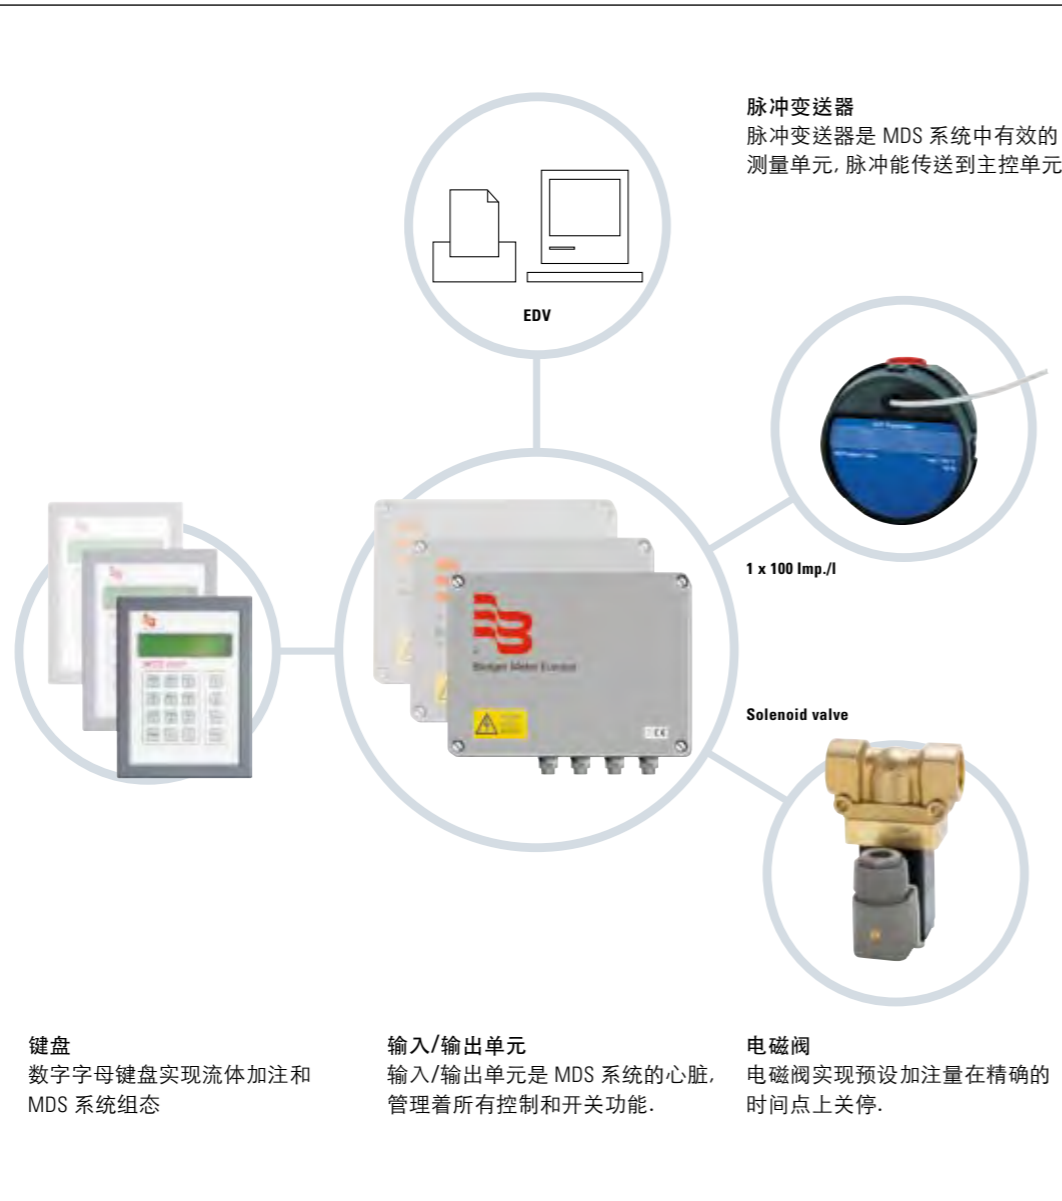 脉冲变送器
脉冲变送器是 MDS 系统中有效的
测量单元, 脉冲能传送到主控单元
EDV
1 x 100 Imp./l
Badger Meter Europa
Solenoid valve
键盘
数字字母键盘实现流体加注和
MDS 系统组态
输入/输出单元
输入/输出单元是 MDS 系统的心脏,
管理着所有控制和开关功能.
电磁阀
电磁阀实现预设加注量在精确的
时间点上关停.